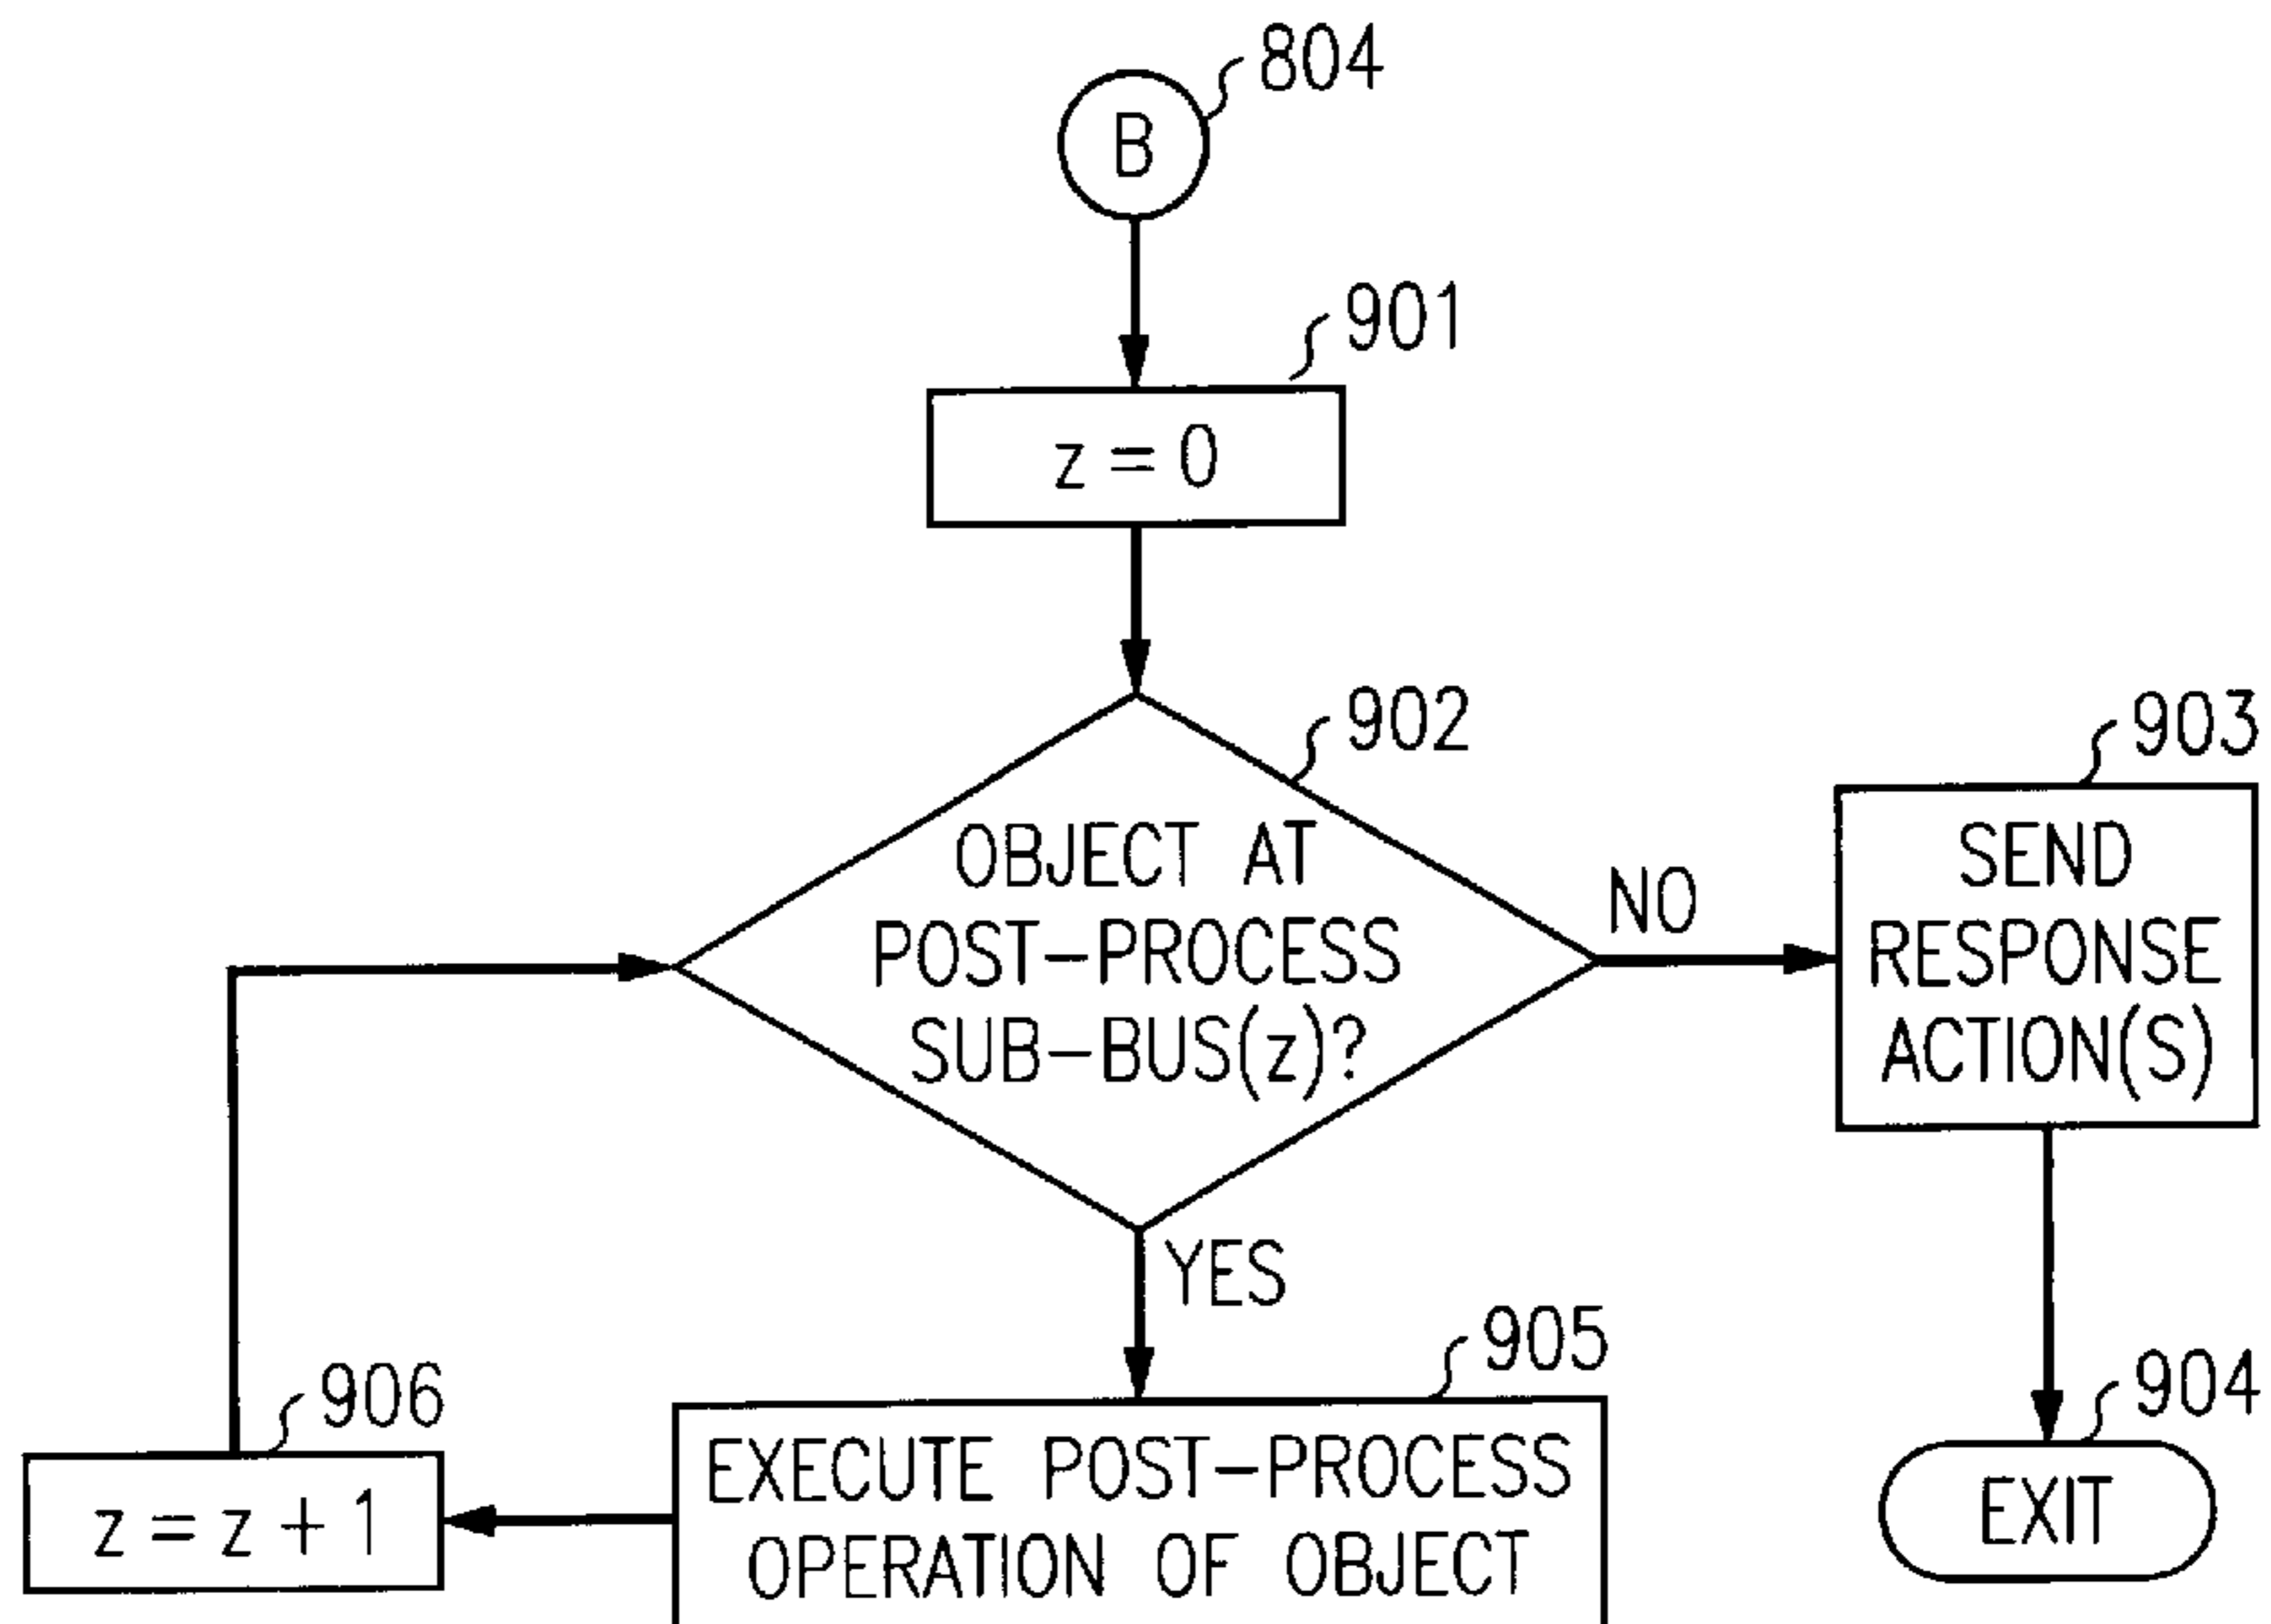 804
B
901
z = 0
902
OBJECT AT
POST-PROCESS
SUB-BUS(z)?
NO
903
SEND
RESPONSE
ACTION(S)
YES
905
EXECUTE POST-PROCESS
OPERATION OF OBJECT
906
z = z + 1
904
EXIT